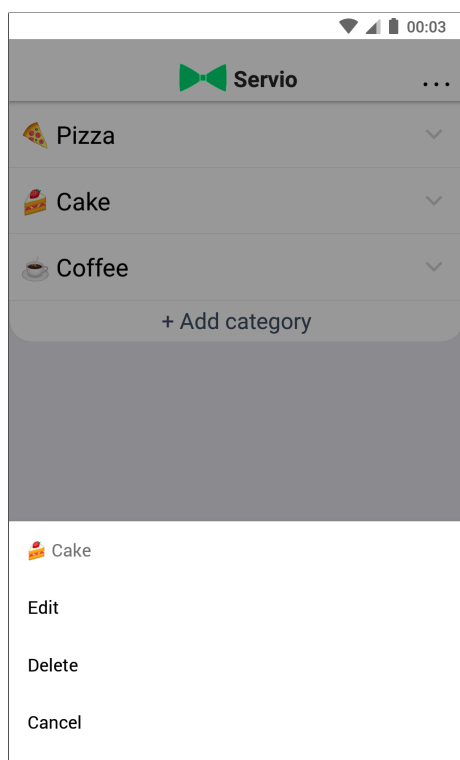 00:03
Servio
...
🍕 Pizza
🍰 Cake
☕ Coffee
+ Add category
🍰 Cake
Edit
Delete
Cancel